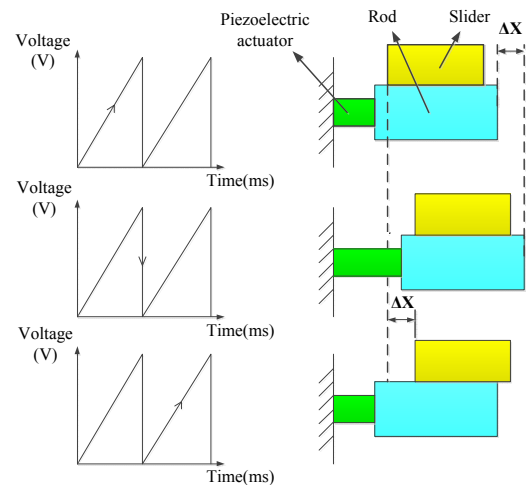 Voltage
(V)
Time(ms)
Piezoelectric
actuator
Rod
Slider
ΔX
Voltage
(V)
Time(ms)
ΔX
Voltage
(V)
Time(ms)